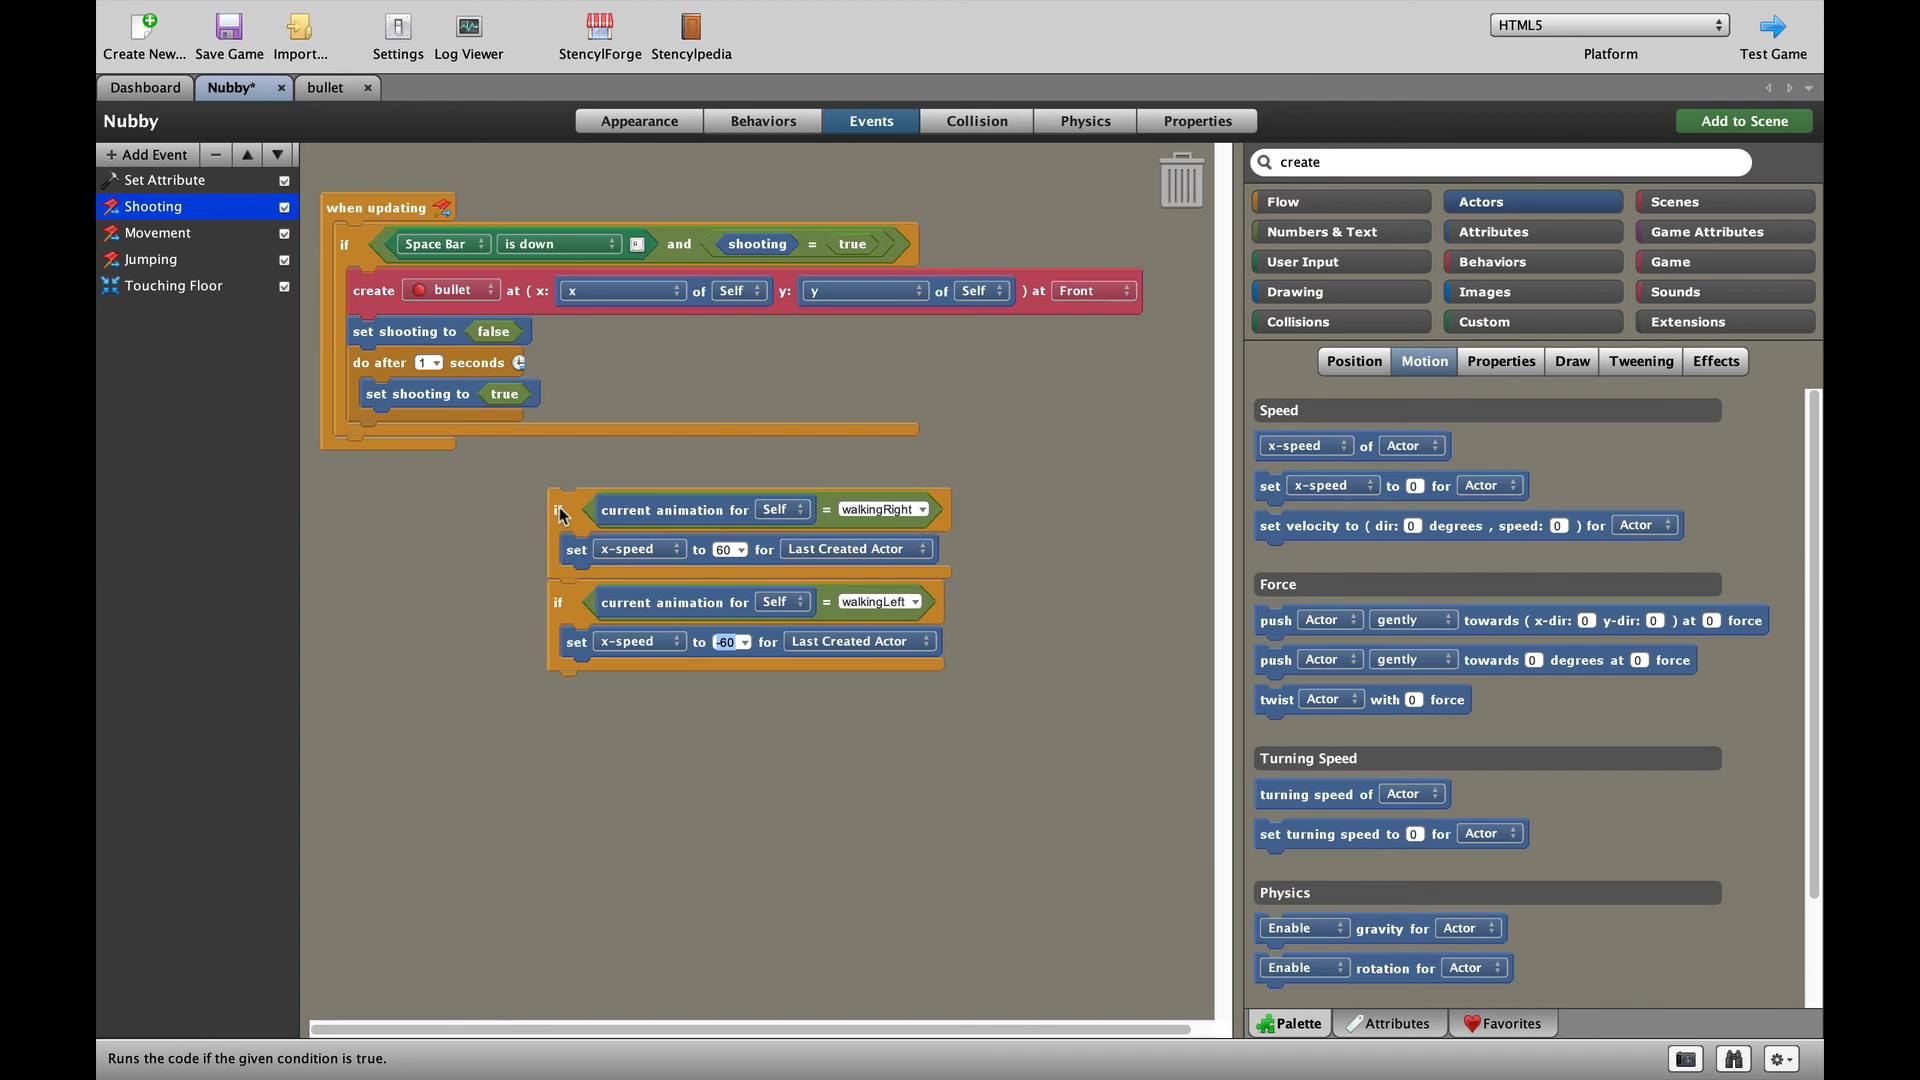 Create New... Save Game Import... Settings Log Viewer StencylForge Stencylpedia
HTML5
Platform Test Game
Dashboard Nubby* bullet
Nubby
Appearance Behaviors Events Collision Physics Properties
Add to Scene
+ Add Event
Set Attribute
Shooting
Movement
Jumping
Touching Floor
when updating
if Space Bar is down and shooting = true
create bullet at ( x: x of Self y: y of Self ) at Front
set shooting to false
do after 1 seconds
set shooting to true
current animation for Self = walkingRight
set x-speed to 60 for Last Created Actor
if current animation for Self = walkingLeft
set x-speed to -60 for Last Created Actor
create
Flow Actors Scenes
Numbers & Text Attributes Game Attributes
User Input Behaviors Game
Drawing Images Sounds
Collisions Custom Extensions
Position Motion Properties Draw Tweening Effects
Speed
x-speed of Actor
set x-speed to 0 for Actor
set velocity to ( dir: 0 degrees , speed: 0 ) for Actor
Force
push Actor gently towards ( x-dir: 0 y-dir: 0 ) at 0 force
push Actor gently towards 0 degrees at 0 force
twist Actor with 0 force
Turning Speed
turning speed of Actor
set turning speed to 0 for Actor
Physics
Enable gravity for Actor
Enable rotation for Actor
Palette Attributes Favorites
Runs the code if the given condition is true.